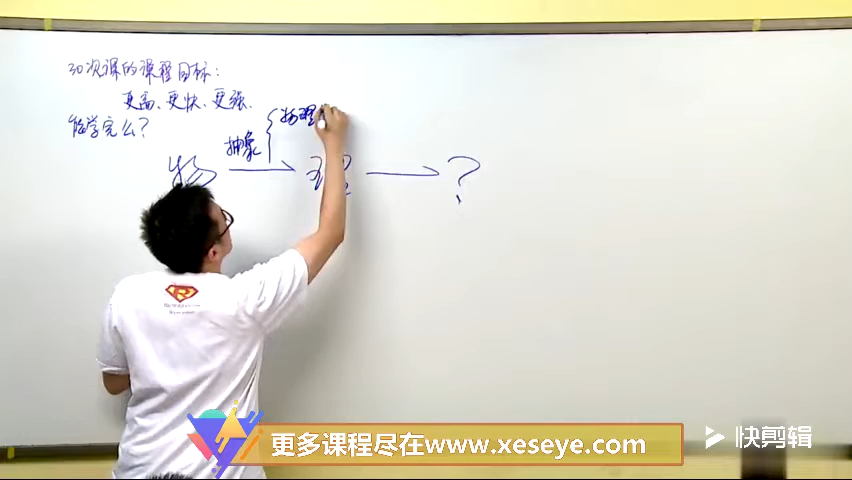 30次课的课程目标:
更高、更快、更强.
能学完么?
物理
抽象
物 → 理 → ?
R
更多课程尽在www.xeseye.com
快剪辑